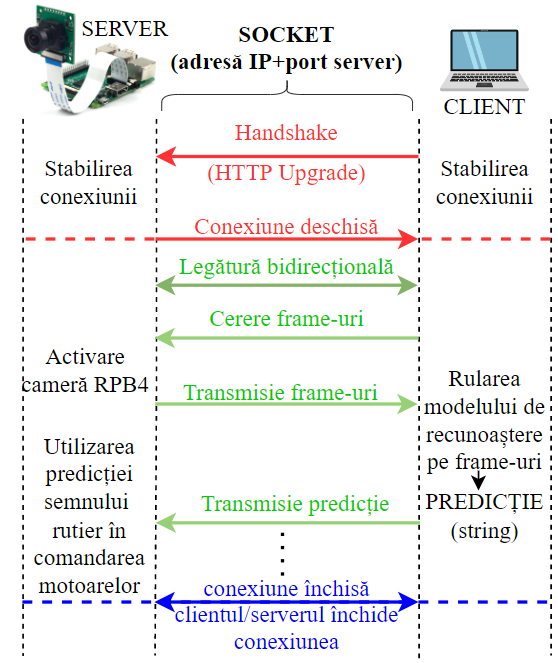 SERVER
SOCKET
(adresă IP+port server)
CLIENT
Handshake
(HTTP Upgrade)
Stabilirea
conexiunii
Stabilirea
conexiunii
Conexiune deschisă
Legătură bidirecțională
Cerere frame-uri
Activare
cameră RPB4
Transmisie frame-uri
Rularea
modelului de
recunoaștere
pe frame-uri
Utilizarea
predicției
semnului
rutier în
comandarea
motoarelor
Transmisie predicție
PREDICȚIE
(string)
conexiune închisă
clientul/serverul închide
conexiunea